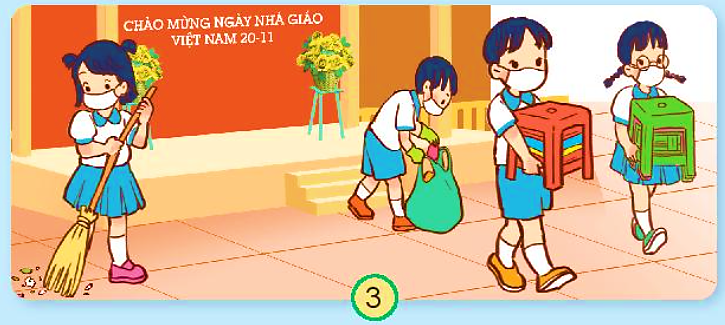 CHÀO MỪNG NGÀY NHÀ GIÁO
VIỆT NAM 20-11
3